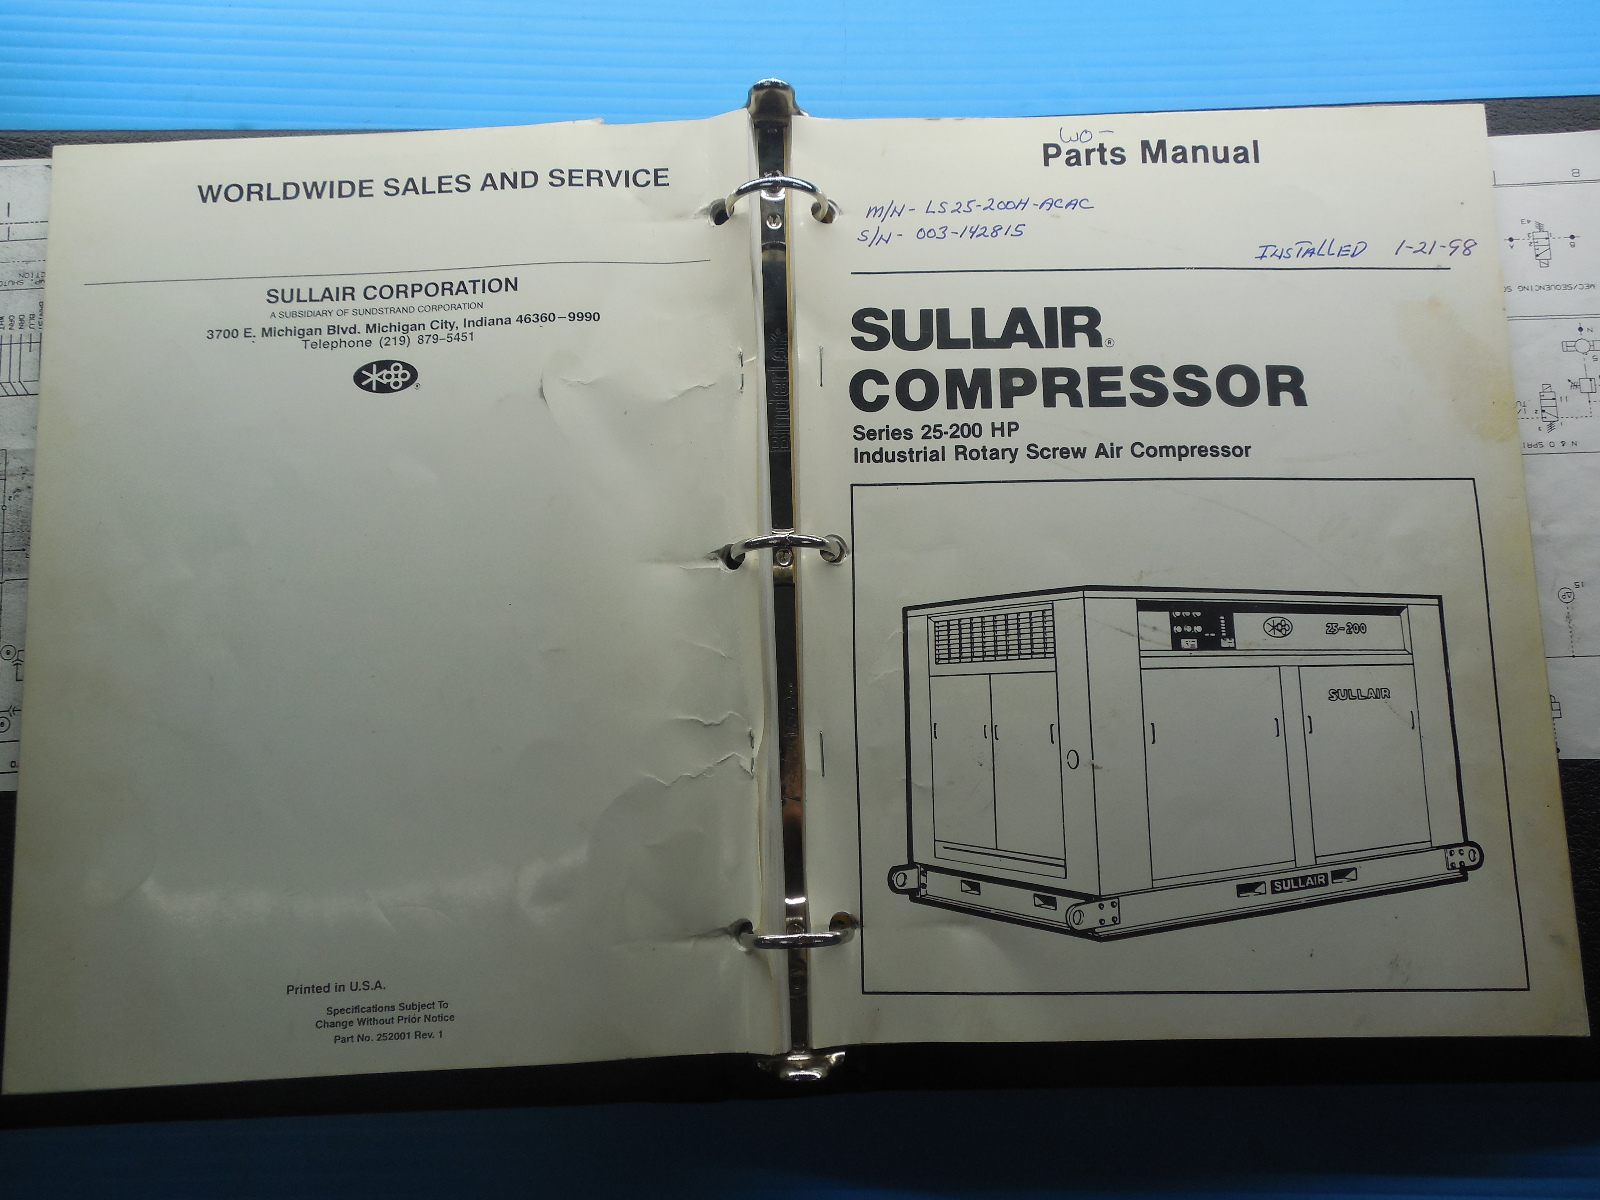 WORLDWIDE SALES AND SERVICE
SULLAIR CORPORATION
A SUBSIDIARY OF SUNDSTRAND CORPORATION
3700 E. Michigan Blvd. Michigan City, Indiana 46360-9990
Telephone (219) 879-5451
Printed in U.S.A.
Specifications Subject To
Change Without Prior Notice
Part No. 252001 Rev. 1
WO-
Parts Manual
M/N- LS25-200H-ACAC
S/N- 003-142815
INSTALLED 1-21-98
SULLAIR®
COMPRESSOR
Series 25-200 HP
Industrial Rotary Screw Air Compressor
25-200
SULLAIR
SULLAIR